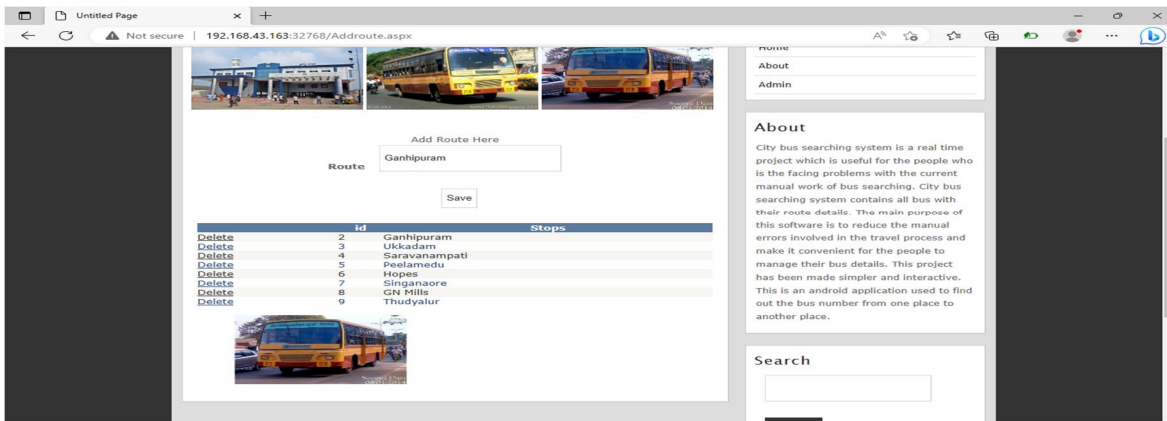 Untitled Page
Not secure | 192.168.43.163:32768/Addroute.aspx
Home
About
Admin
Add Route Here
Route Ganhipuram
Save
id Stops
Delete 2 Ganhipuram
Delete 3 Ukkadam
Delete 4 Saravanampati
Delete 5 Peelamedu
Delete 6 Hopes
Delete 7 Singanaore
Delete 8 GN Mills
Delete 9 Thudyalur
About
City bus searching system is a real time
project which is useful for the people who
is the facing problems with the current
manual work of bus searching. City bus
searching system contains all bus with
their route details. The main purpose of
this software is to reduce the manual
errors involved in the travel process and
make it convenient for the people to
manage their bus details. This project
has been made simpler and interactive.
This is an android application used to find
out the bus number from one place to
another place.
Search